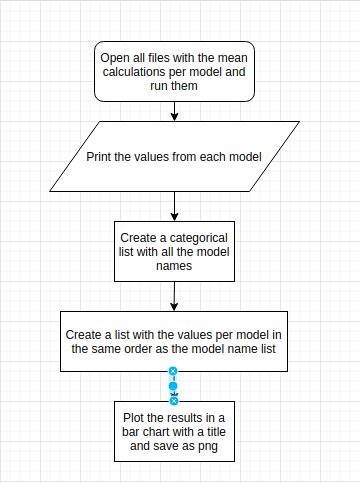 Open all files with the mean
calculations per model and
run them
Print the values from each model
Create a categorical
list with all the model
names
Create a list with the values per model in
the same order as the model name list
Plot the results in a
bar chart with a title
and save as png